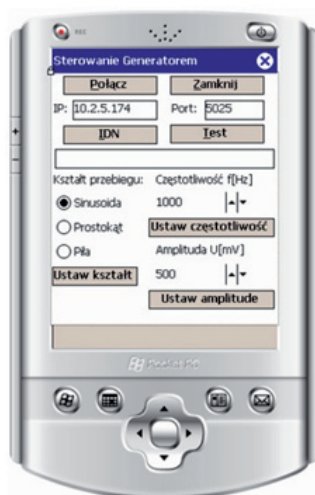 REC
Sterowanie Generatorem
Połącz Zamknij
IP: 10.2.5.174 Port: 5025
IDN Test
Kształt przebiegu: Częstotliwość f[Hz]
Sinusoida 1000
Prostokąt Ustaw częstotliwość
Piła Amplituda U[mV]
Ustaw kształt 500
Ustaw amplitude
Pocket PC